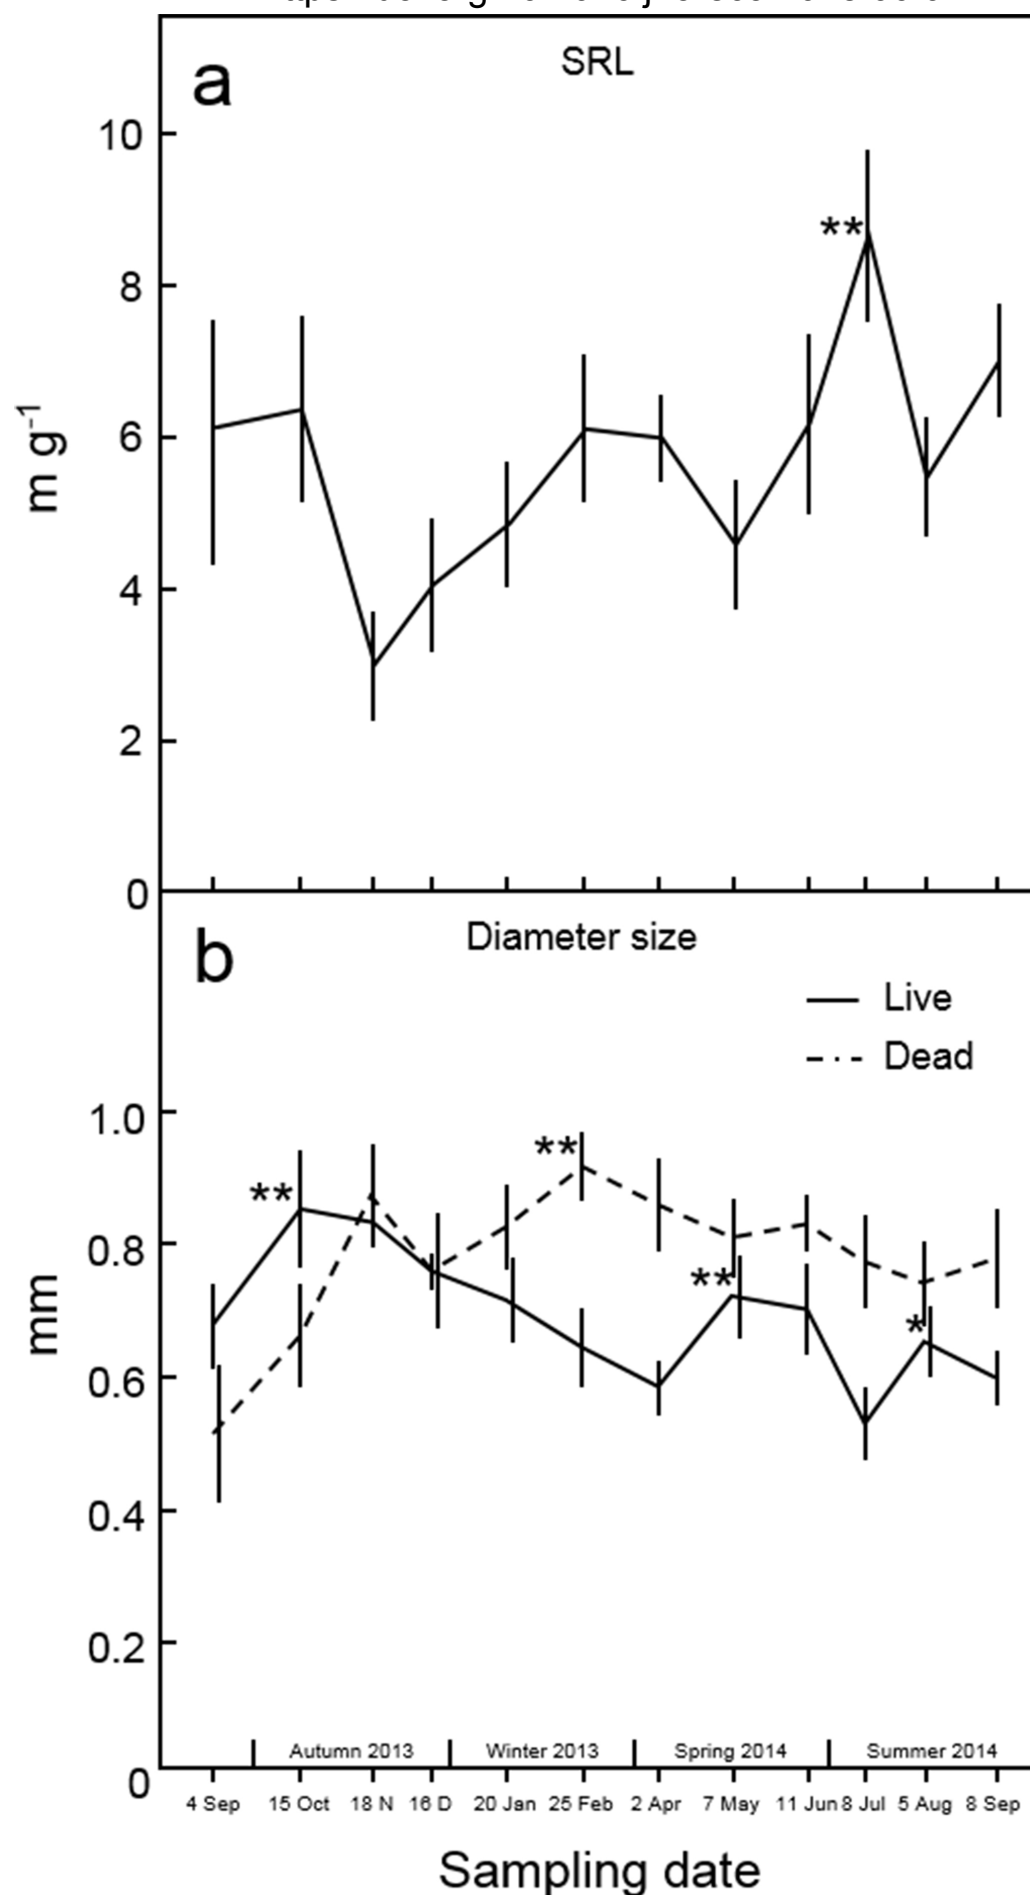 a
SRL
10
8
6
4
2
0
m g-1
b
Diameter size
Live
Dead
1.0
0.8
0.6
0.4
0.2
0
mm
**
**
**
**
*
Autumn 2013 Winter 2013 Spring 2014 Summer 2014
4 Sep 15 Oct 18 N 16 D 20 Jan 25 Feb 2 Apr 7 May 11 Jun 8 Jul 5 Aug 8 Sep
Sampling date